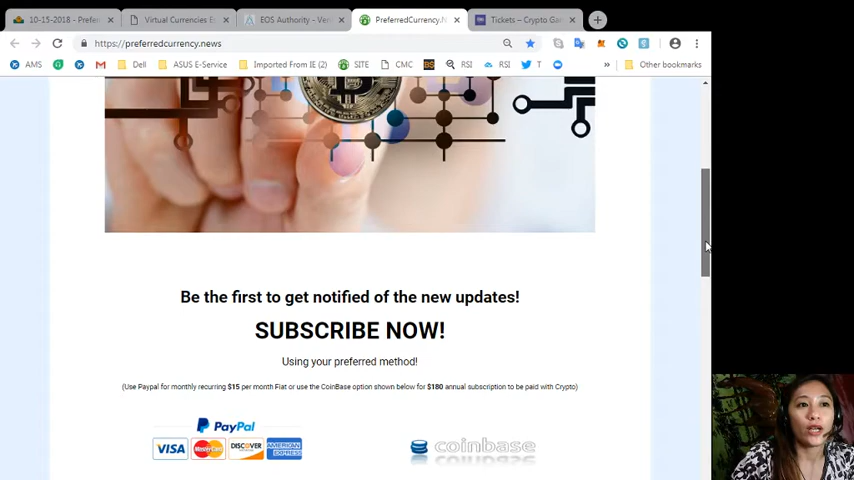 10-15-2018 - Prefer
Virtual Currencies E
EOS Authority - Veri
PreferredCurrency.N
Tickets – Crypto Ga
https://preferredcurrency.news
AMS
Dell
ASUS E-Service
Imported From IE (2)
SITE
CMC
BS
RSI
RSI
T
»
Other bookmarks
Be the first to get notified of the new updates!
SUBSCRIBE NOW!
Using your preferred method!
(Use Paypal for monthly recurring $15 per month Fiat or use the CoinBase option shown below for $180 annual subscription to be paid with Crypto)
PayPal
coinbase
VISA MasterCard DISCOVER AMERICAN EXPRESS